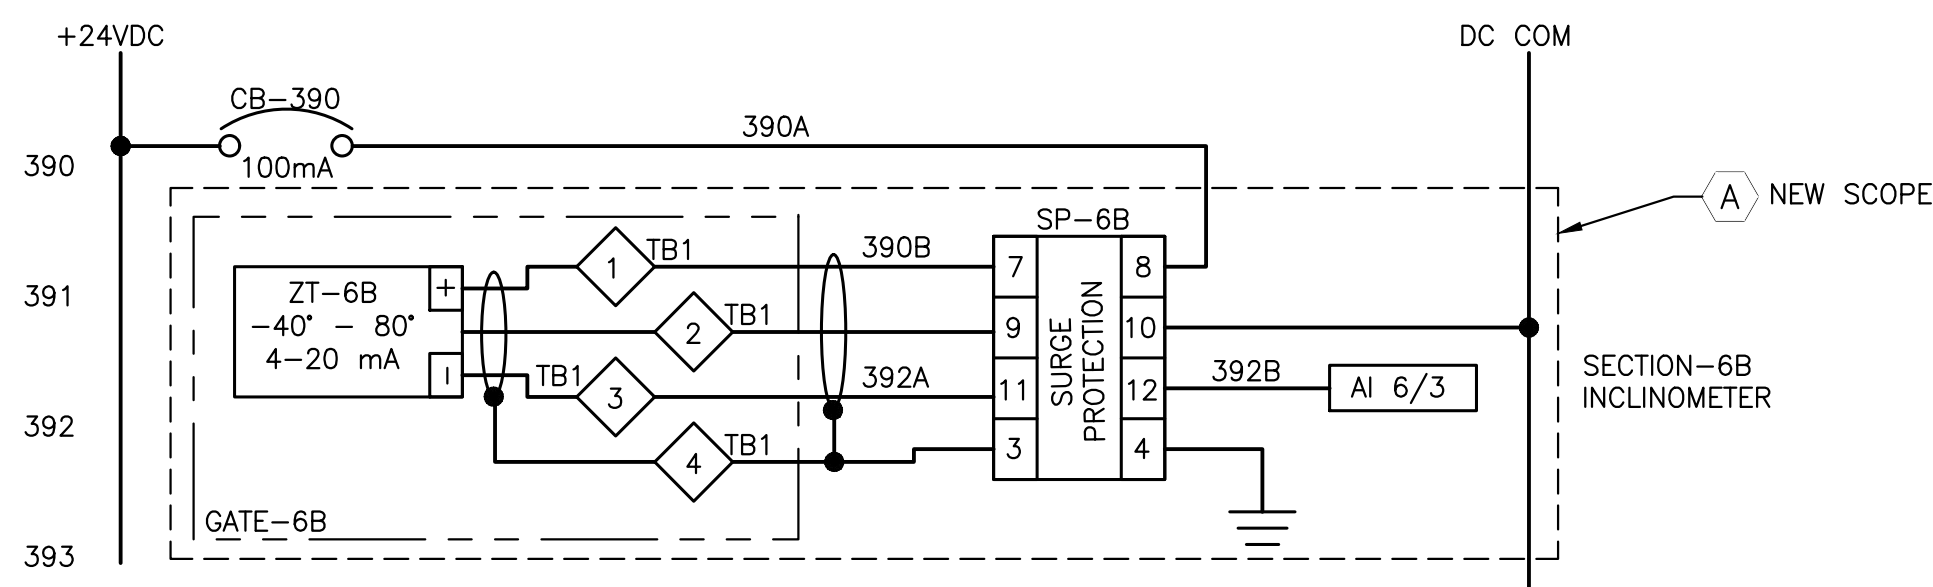 +24VDC
DC COM
CB-390
390A
390
100mA
A NEW SCOPE
SP-6B
TB1
390B
1
7
8
ZT-6B
+
391
-40° - 80°
TB1
2
9
10
4-20 mA
SURGE
PROTECTION
-
TB1
392A
3
11
12
392B
AI 6/3
SECTION-6B
INCLINOMETER
392
TB1
4
3
4
GATE-6B
393